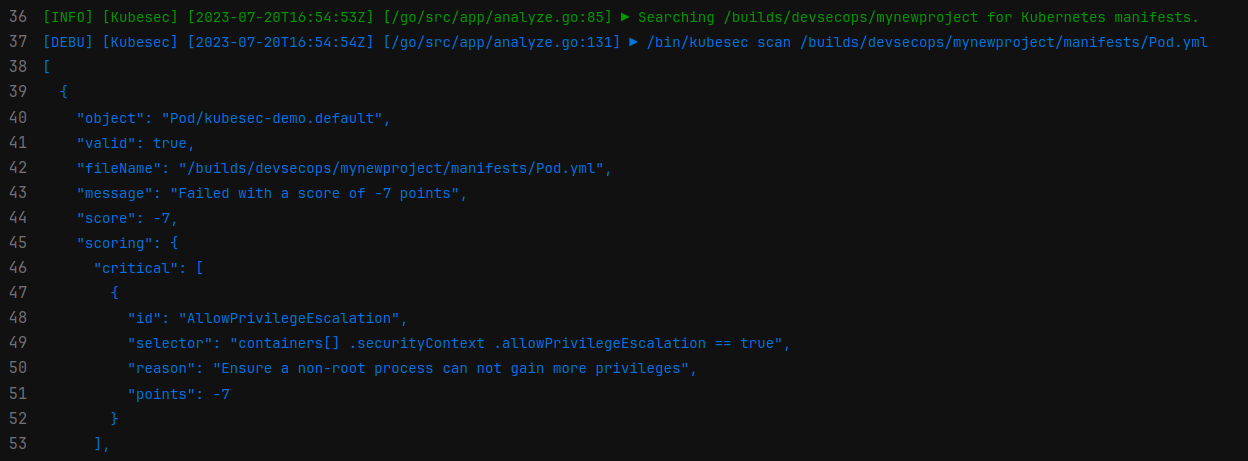 36 [INFO] [Kubesec] [2023-07-20T16:54:53Z] [/go/src/app/analyze.go:85] ▶ Searching /builds/devsecops/mynewproject for Kubernetes manifests.
37 [DEBU] [Kubesec] [2023-07-20T16:54:54Z] [/go/src/app/analyze.go:131] ▶ /bin/kubesec scan /builds/devsecops/mynewproject/manifests/Pod.yml
38 [
39   {
40     "object": "Pod/kubesec-demo.default",
41     "valid": true,
42     "fileName": "/builds/devsecops/mynewproject/manifests/Pod.yml",
43     "message": "Failed with a score of -7 points",
44     "score": -7,
45     "scoring": {
46       "critical": [
47         {
48           "id": "AllowPrivilegeEscalation",
49           "selector": "containers[] .securityContext .allowPrivilegeEscalation == true",
50           "reason": "Ensure a non-root process can not gain more privileges",
51           "points": -7
52         }
53       ],